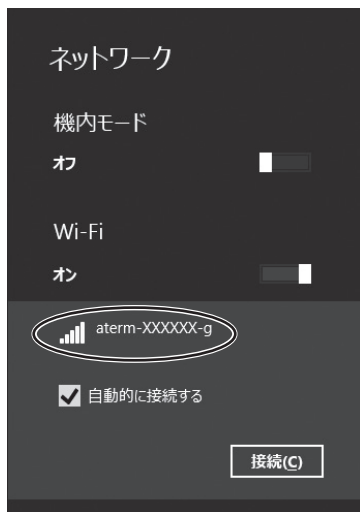 ネットワーク
機内モード
オフ
Wi-Fi
オン
aterm-XXXXXX-g
自動的に接続する
接続(C)